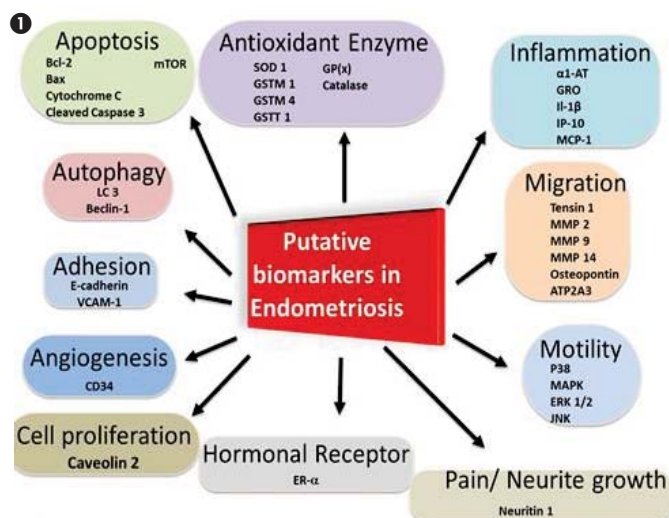 1
Apoptosis
Bcl-2 mTOR
Bax
Cytochrome C
Cleaved Caspase 3
Antioxidant Enzyme
SOD 1 GP(x)
GSTM 1 Catalase
GSTM 4
GSTT 1
Inflammation
α1-AT
GRO
Il-1β
IP-10
MCP-1
Autophagy
LC 3
Beclin-1
Migration
Tensin 1
MMP 2
MMP 9
MMP 14
Osteopontin
ATP2A3
Putative
biomarkers in
Endometriosis
Adhesion
E-cadherin
VCAM-1
Angiogenesis
CD34
Motility
P38
MAPK
ERK 1/2
JNK
Cell proliferation
Caveolin 2
Hormonal Receptor
ER-α
Pain/ Neurite growth
Neuritin 1